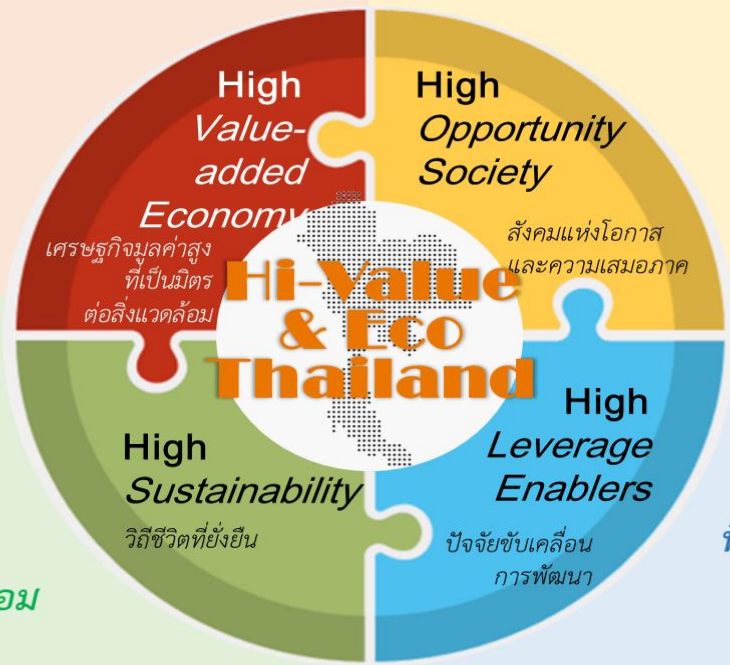 High
Value-
added
Economy
เศรษฐกิจมูลค่าสูง
ที่เป็นมิตร
ต่อสิ่งแวดล้อม
High
Opportunity
Society
สังคมแห่งโอกาส
และความเสมอภาค
Hi-Value
& Eco
Thailand
High
Sustainability
วิถีชีวิตที่ยั่งยืน
High
Leverage
Enablers
ปัจจัยขับเคลื่อน
การพัฒนา